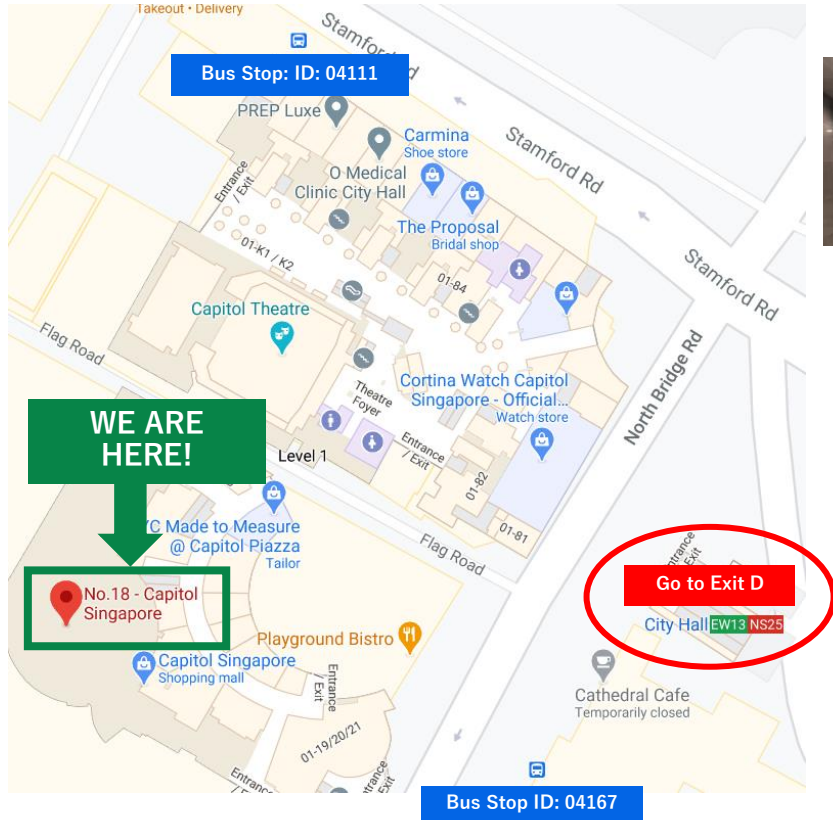 Takeout • Delivery
Stamford Rd
Bus Stop: ID: 04111
PREP Luxe
Carmina
Shoe store
Stamford Rd
O Medical
Clinic City Hall
Entrance
/ Exit
The Proposal
Bridal shop
01-K1 / K2
01-84
Stamford Rd
Capitol Theatre
Flag Road
North Bridge Rd
Cortina Watch Capitol
Singapore - Official...
Watch store
Theatre
Foyer
WE ARE
HERE!
Entrance
/ Exit
Level 1
01-82
01-81
YC Made to Measure
@ Capitol Piazza
Tailor
Flag Road
Entrance
Exit
Go to Exit D
No.18 - Capitol
Singapore
City Hall EW13 NS25
Playground Bistro
Capitol Singapore
Shopping mall
Entrance
/ Exit
Cathedral Cafe
Temporarily closed
01-19/20/21
Entrance
Exit
Bus Stop ID: 04167